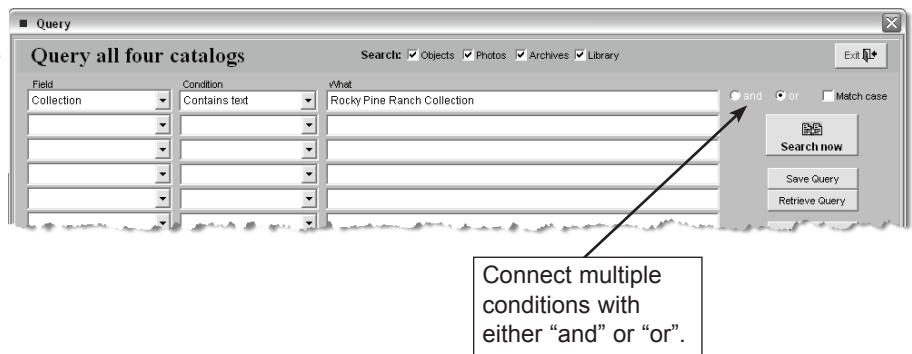 Query
Query all four catalogs
Search: Objects Photos Archives Library
Exit
Field Condition What
Collection Contains text Rocky Pine Ranch Collection
and or Match case
Search now
Save Query
Retrieve Query
Connect multiple
conditions with
either “and” or “or”.